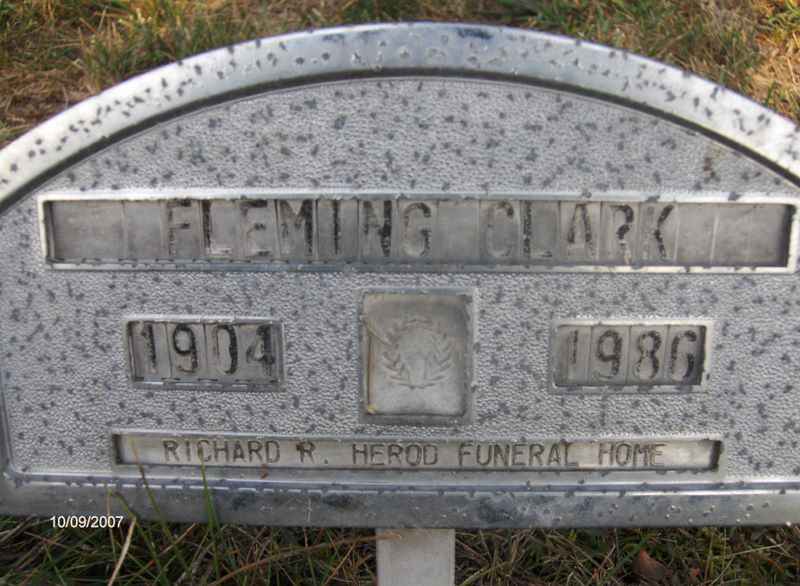 FLEMING CLARK
1904 1986
RICHARD R. HEROD FUNERAL HOME
10/09/2007